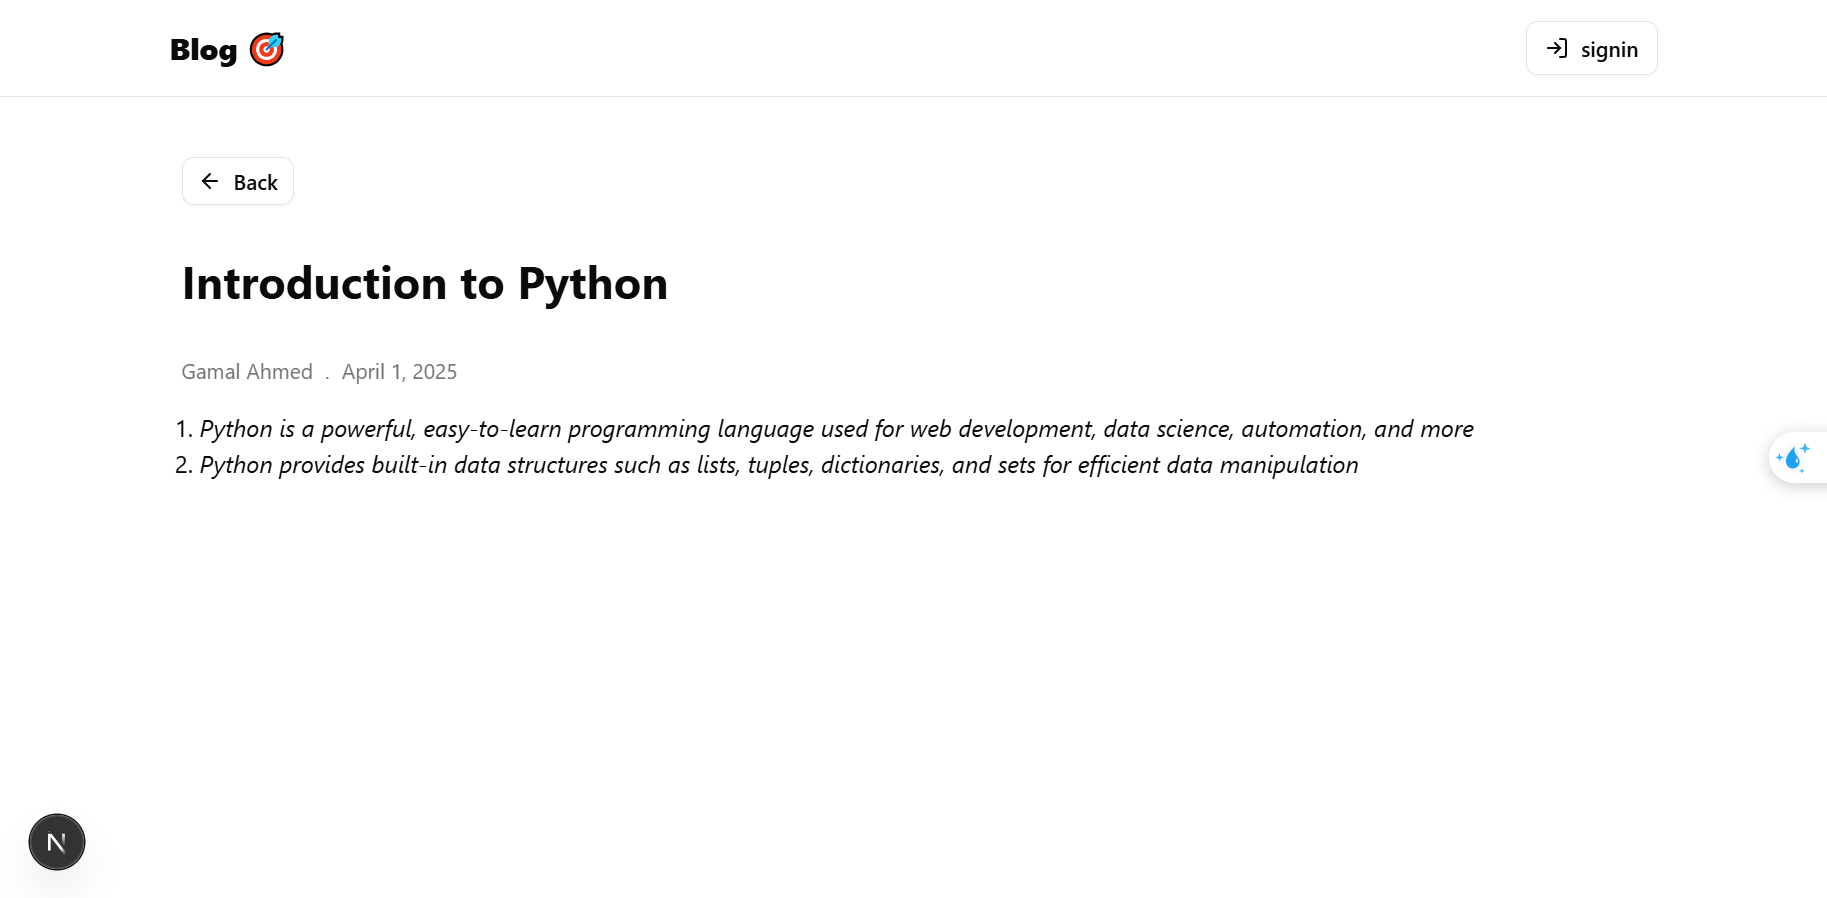 Blog 🎯
signin
Back
Introduction to Python
Gamal Ahmed . April 1, 2025
1. Python is a powerful, easy-to-learn programming language used for web development, data science, automation, and more
2. Python provides built-in data structures such as lists, tuples, dictionaries, and sets for efficient data manipulation
N